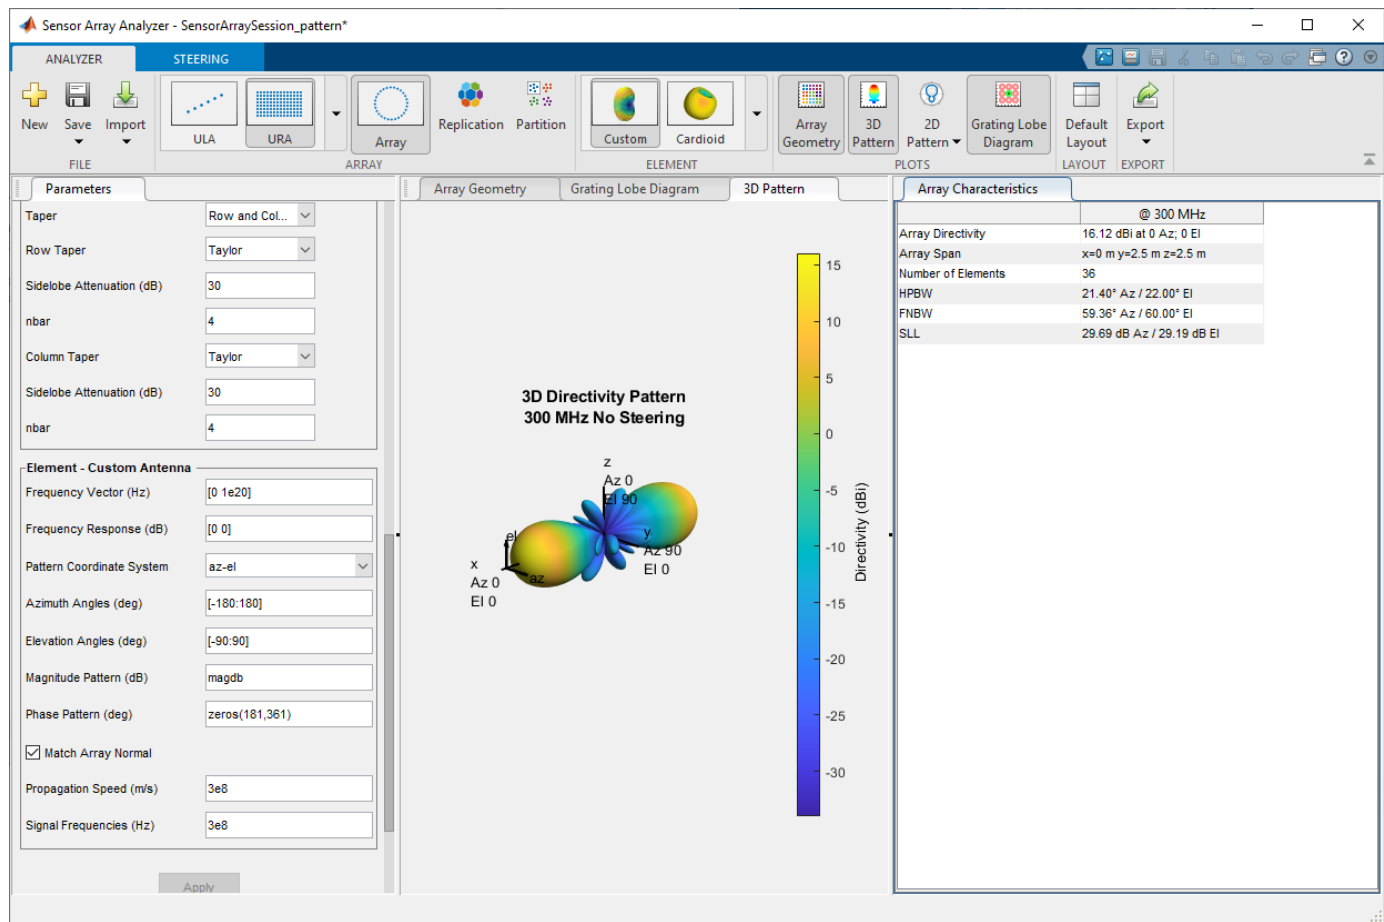 Sensor Array Analyzer - SensorArraySession_pattern*
ANALYZER STEERING
New Save Import
ULA URA Array Replication Partition
Custom Cardioid
Array Geometry 3D Pattern 2D Pattern Grating Lobe Diagram
Default Layout Export
FILE ARRAY ELEMENT PLOTS LAYOUT EXPORT
Parameters
Taper Row and Col...
Row Taper Taylor
Sidelobe Attenuation (dB) 30
nbar 4
Column Taper Taylor
Sidelobe Attenuation (dB) 30
nbar 4
Element - Custom Antenna
Frequency Vector (Hz) [0 1e20]
Frequency Response (dB) [0 0]
Pattern Coordinate System az-el
Azimuth Angles (deg) [-180:180]
Elevation Angles (deg) [-90:90]
Magnitude Pattern (dB) magdb
Phase Pattern (deg) zeros(181,361)
Match Array Normal
Propagation Speed (m/s) 3e8
Signal Frequencies (Hz) 3e8
Apply
Array Geometry Grating Lobe Diagram 3D Pattern
3D Directivity Pattern
300 MHz No Steering
z
Az 0
El 90
y
Az 90
El 0
x
Az 0
El 0
el
az
15
10
5
0
-5
-10
-15
-20
-25
-30
Directivity (dBi)
Array Characteristics
@ 300 MHz
Array Directivity 16.12 dBi at 0 Az; 0 El
Array Span x=0 m y=2.5 m z=2.5 m
Number of Elements 36
HPBW 21.40° Az / 22.00° El
FNBW 59.36° Az / 60.00° El
SLL 29.69 dB Az / 29.19 dB El